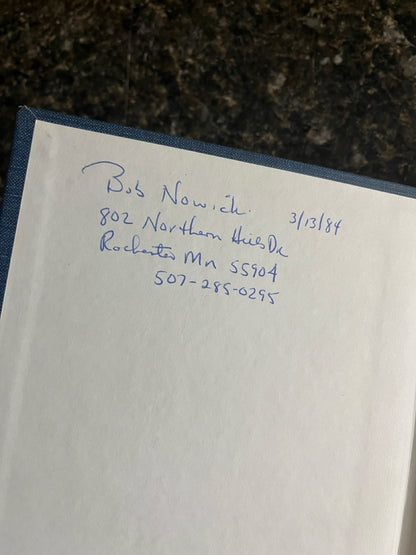 Bob Nowick 3/13/84
802 Northern Hills Dr
Rochester Mn 55904
507-285-0295